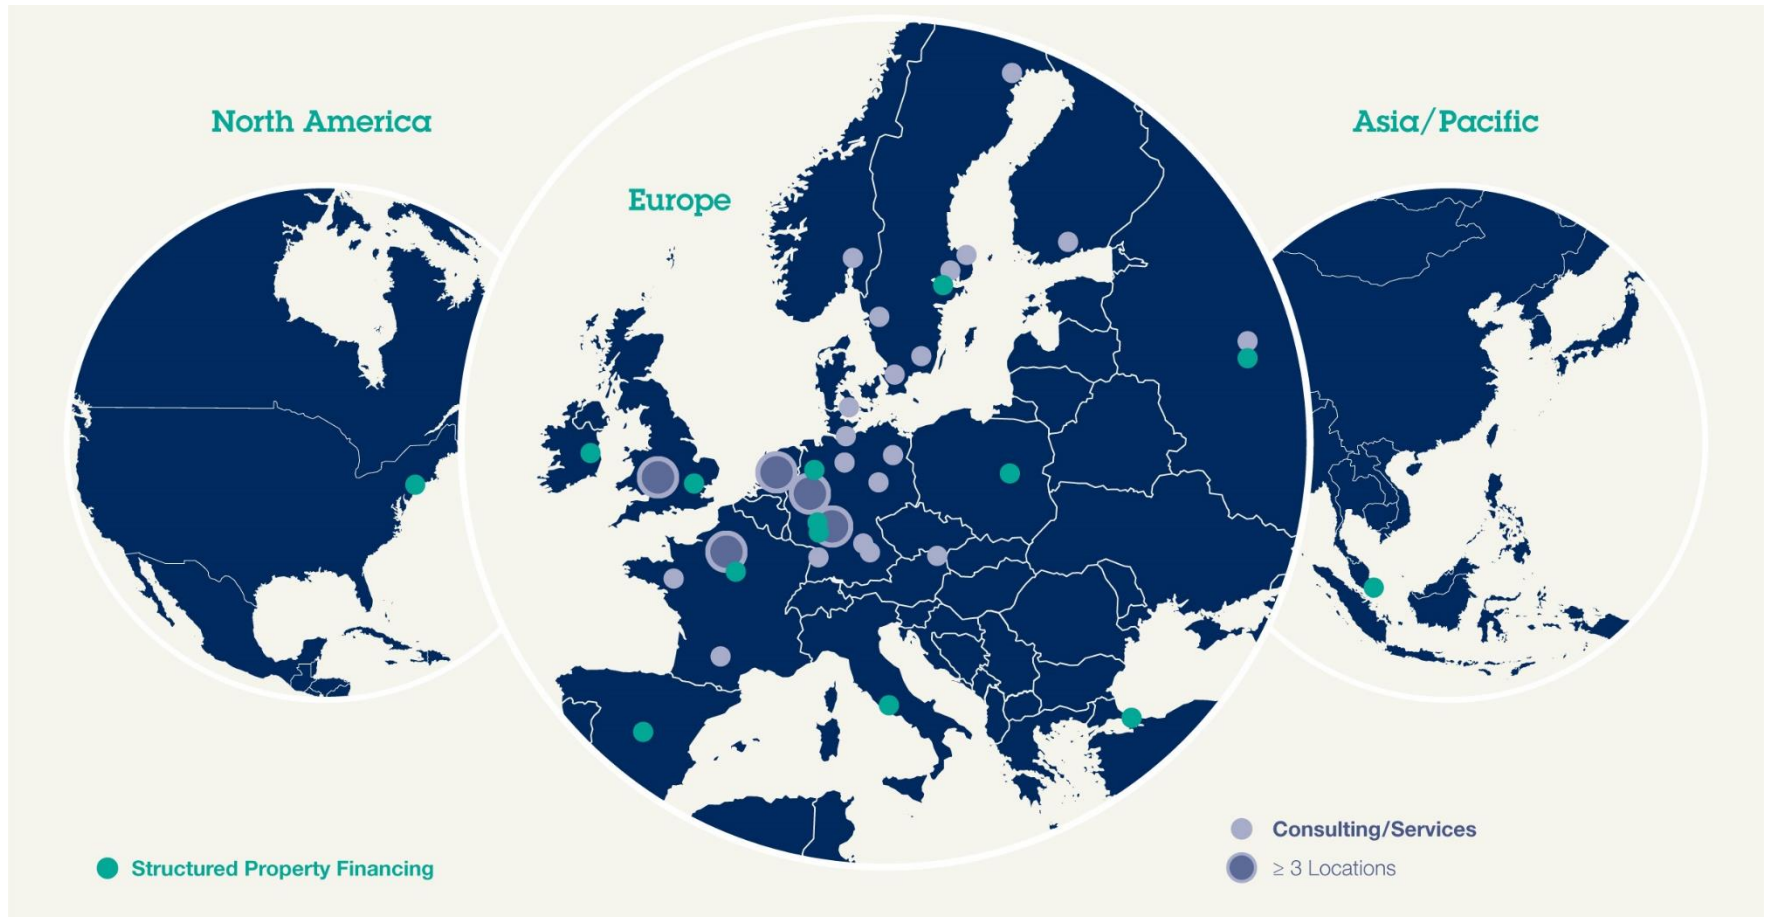 North America
Europe
Asia/Pacific
Structured Property Financing
Consulting/Services
≥ 3 Locations